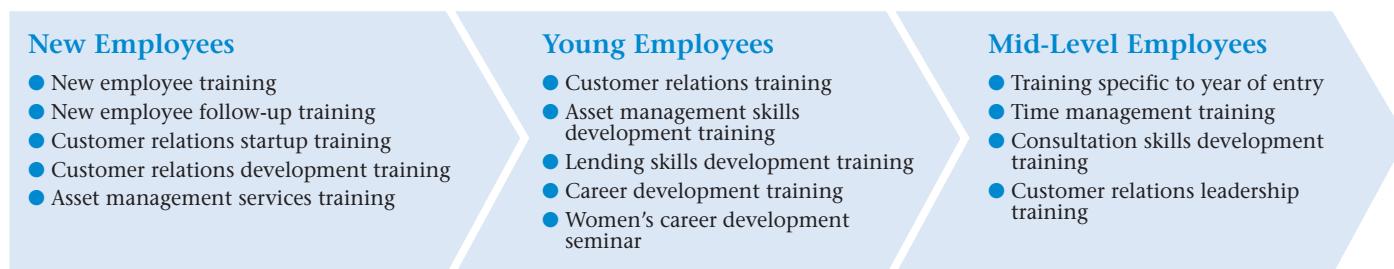 New Employees
● New employee training
● New employee follow-up training
● Customer relations startup training
● Customer relations development training
● Asset management services training
Young Employees
● Customer relations training
● Asset management skills
development training
● Lending skills development training
● Career development training
● Women’s career development
seminar
Mid-Level Employees
● Training specific to year of entry
● Time management training
● Consultation skills development
training
● Customer relations leadership
training